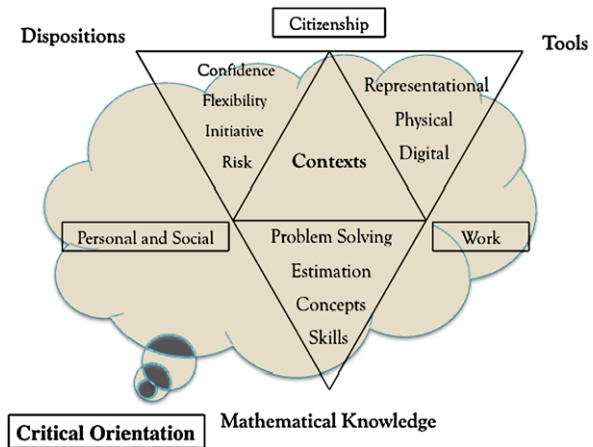 Citizenship
Dispositions
Tools
Confidence
Flexibility
Initiative
Risk
Representational
Physical
Digital
Contexts
Personal and Social
Work
Problem Solving
Estimation
Concepts
Skills
Mathematical Knowledge
Critical Orientation